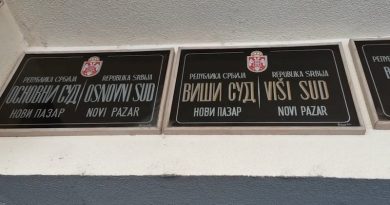 РЕПУБЛИКА СРБИЈА REPUBLIKA SRBIJA
ОСНОВНИ СУД OSNOVNI SUD
НОВИ ПАЗАР NOVI PAZAR
РЕПУБЛИКА СРБИЈА REPUBLIKA SRBIJA
ВИШИ СУД VIŠI SUD
НОВИ ПАЗАР NOVI PAZAR